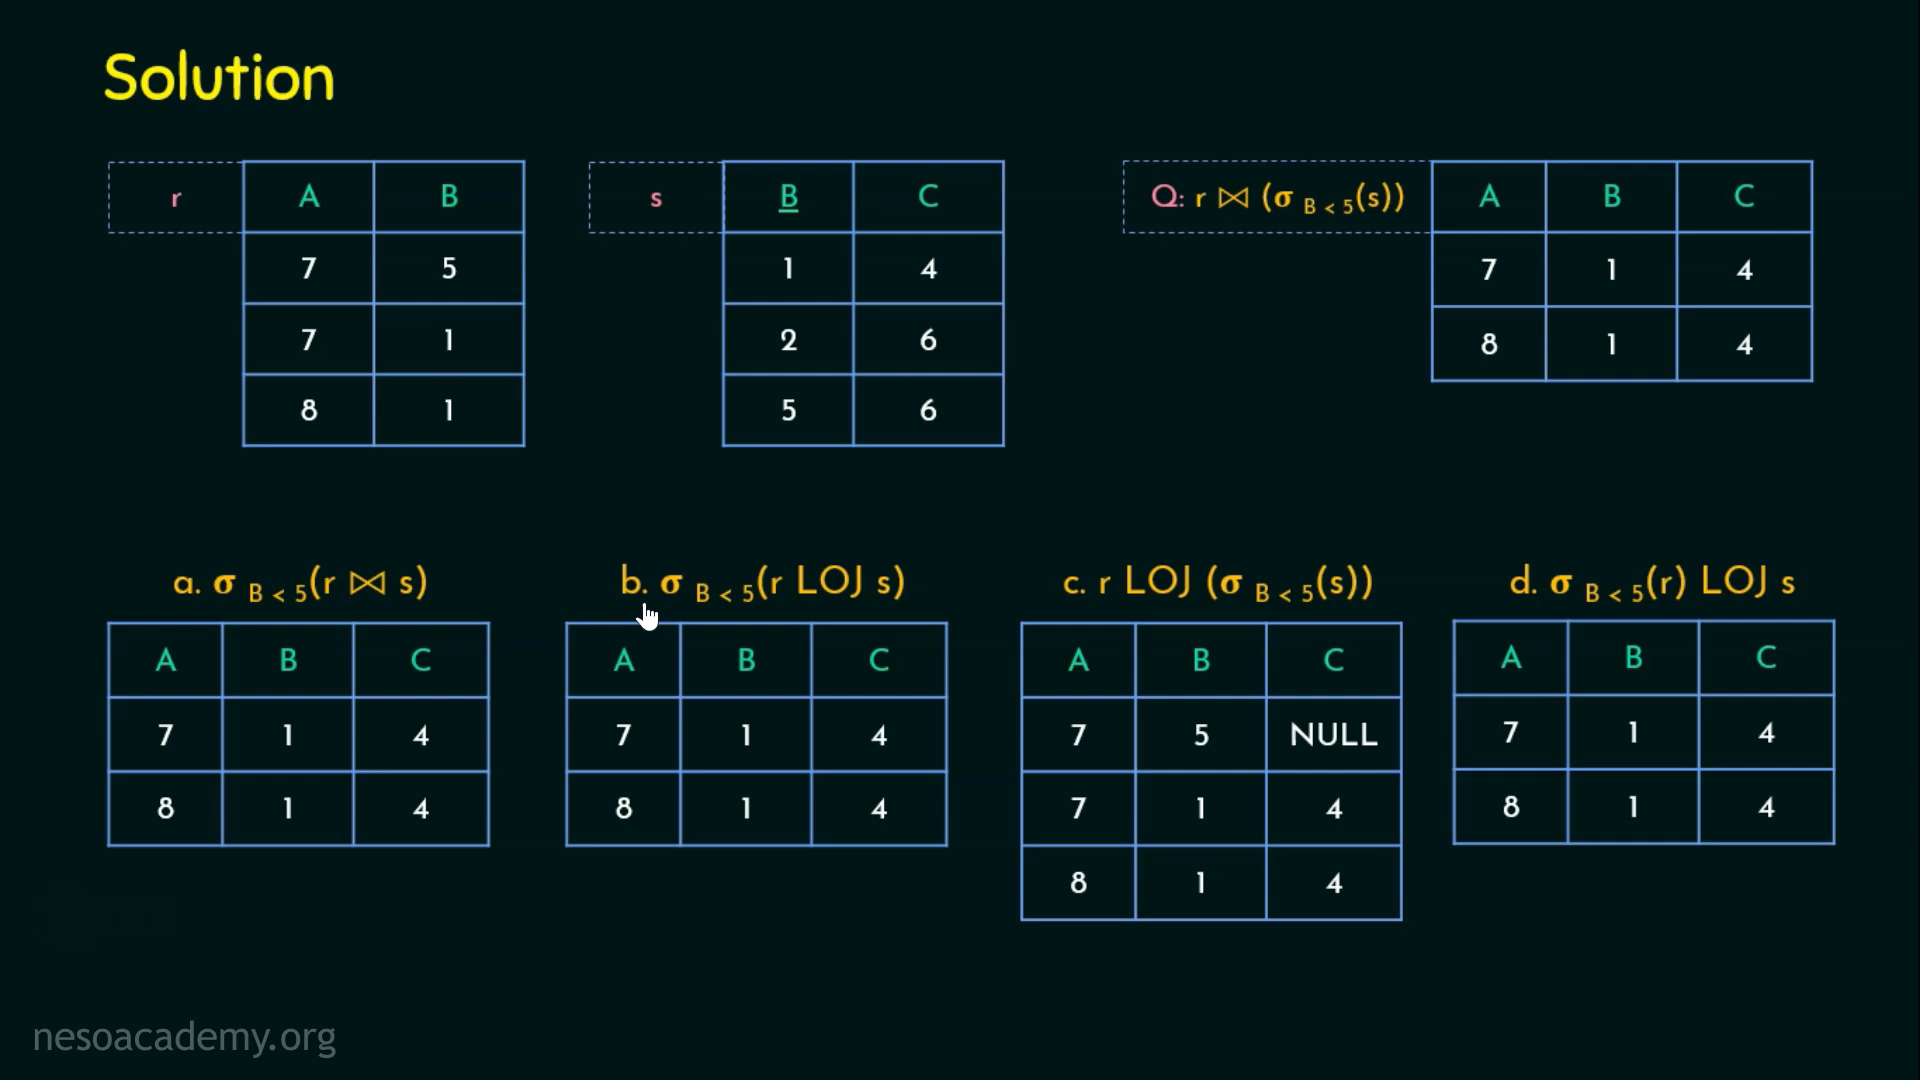 Solution
r A B
7 5
7 1
8 1
s B C
1 4
2 6
5 6
Q: r ⋈ (σ B < 5(s)) A B C
7 1 4
8 1 4
a. σ B < 5(r ⋈ s)
A B C
7 1 4
8 1 4
b. σ B < 5(r LOJ s)
A B C
7 1 4
8 1 4
c. r LOJ (σ B < 5(s))
A B C
7 5 NULL
7 1 4
8 1 4
d. σ B < 5(r) LOJ s
A B C
7 1 4
8 1 4
nesoacademy.org